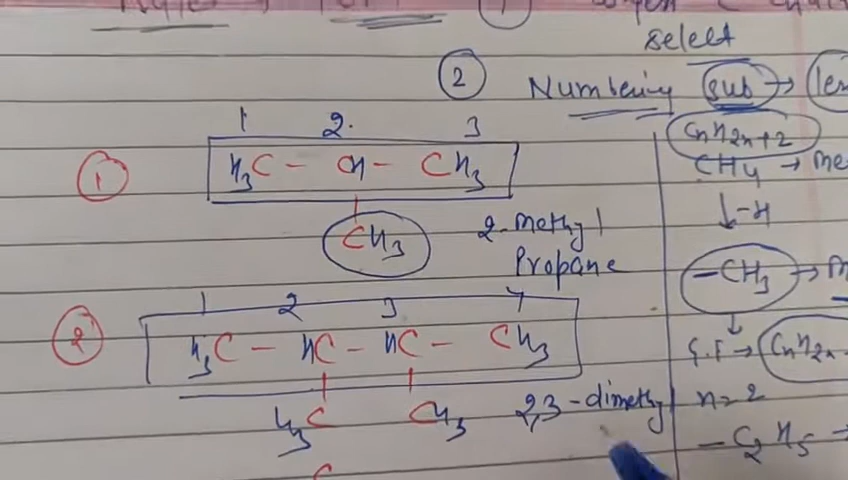 select
② Numbering sub →
CnH2n+2
1 2. 3
① H3C - CH - CH3
CH3
2-methyl
Propane
CH4 →
↓-H
-CH3 →
↓
G.F → CnH2n
1 2 3 4
② H3C - HC - HC - CH3
H3C CH3 2,3-dimethyl
n = 2
- C2H5 →
C